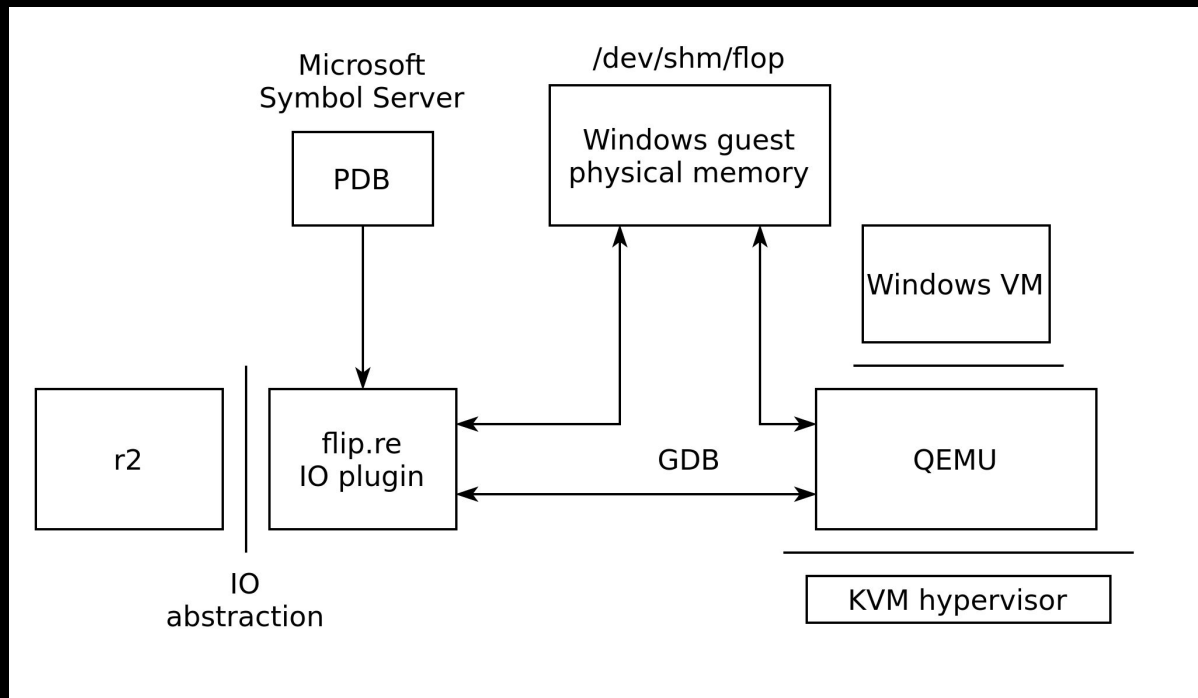 Microsoft
Symbol Server
PDB
/dev/shm/flop
Windows guest
physical memory
Windows VM
r2
flip.re
IO plugin
GDB
QEMU
IO
abstraction
KVM hypervisor